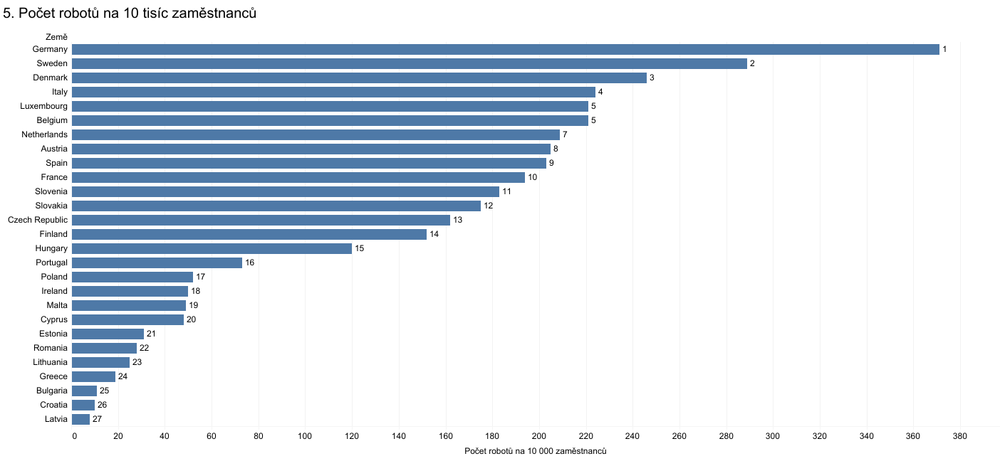 5. Počet robotů na 10 tisíc zaměstnanců
Země
Germany 1
Sweden 2
Denmark 3
Italy 4
Luxembourg 5
Belgium 5
Netherlands 7
Austria 8
Spain 9
France 10
Slovenia 11
Slovakia 12
Czech Republic 13
Finland 14
Hungary 15
Portugal 16
Poland 17
Ireland 18
Malta 19
Cyprus 20
Estonia 21
Romania 22
Lithuania 23
Greece 24
Bulgaria 25
Croatia 26
Latvia 27
0 20 40 60 80 100 120 140 160 180 200 220 240 260 280 300 320 340 360 380
Počet robotů na 10 000 zaměstnanců